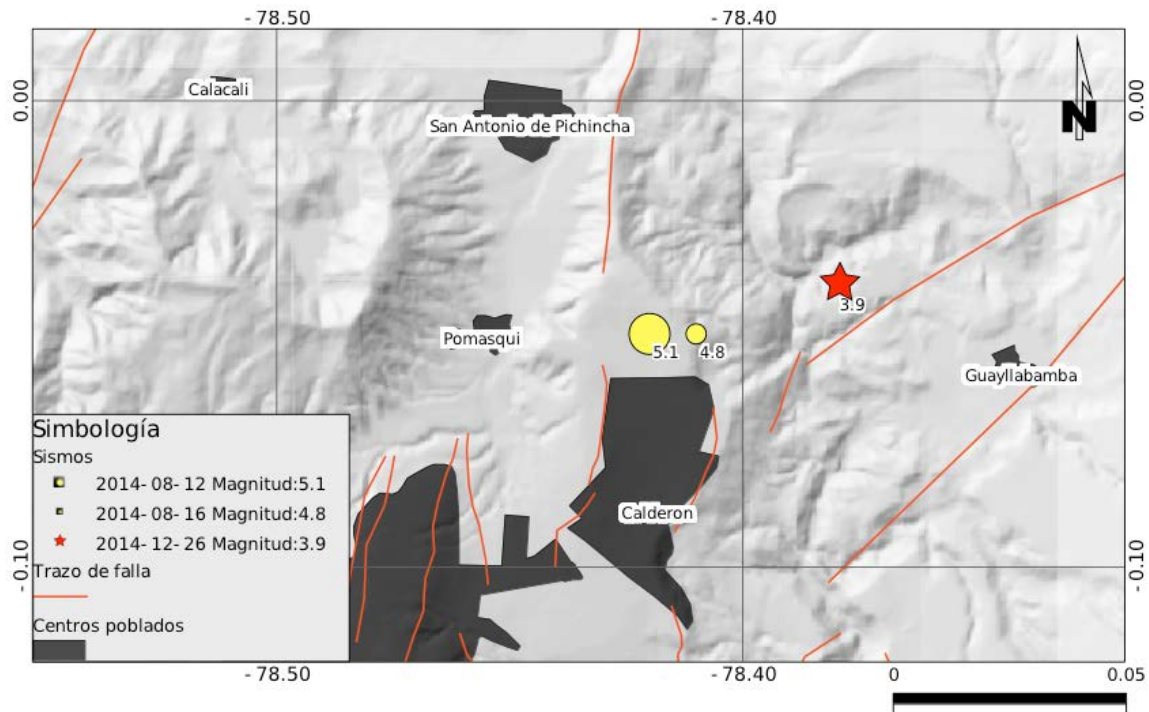 - 78.50
- 78.40
0.00
0.00
N
Calacali
San Antonio de Pichincha
3.9
Pomasqui
5.1
4.8
Guayllabamba
Simbología
Sismos
2014- 08- 12 Magnitud:5.1
2014- 08- 16 Magnitud:4.8
2014- 12- 26 Magnitud:3.9
Trazo de falla
Centros poblados
Calderon
- 0.10
- 0.10
- 78.50
- 78.40
0
0.05